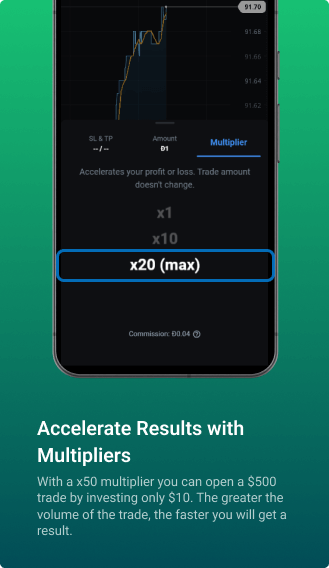 91.70
91.68
91.66
91.64
91.62
SL & TP
-- / --
Amount
Đ1
Multiplier
Accelerates your profit or loss. Trade amount
doesn't change.
x1
x10
x20 (max)
Commission: Đ0.04
Accelerate Results with
Multipliers
With a x50 multiplier you can open a $500
trade by investing only $10. The greater the
volume of the trade, the faster you will get a
result.